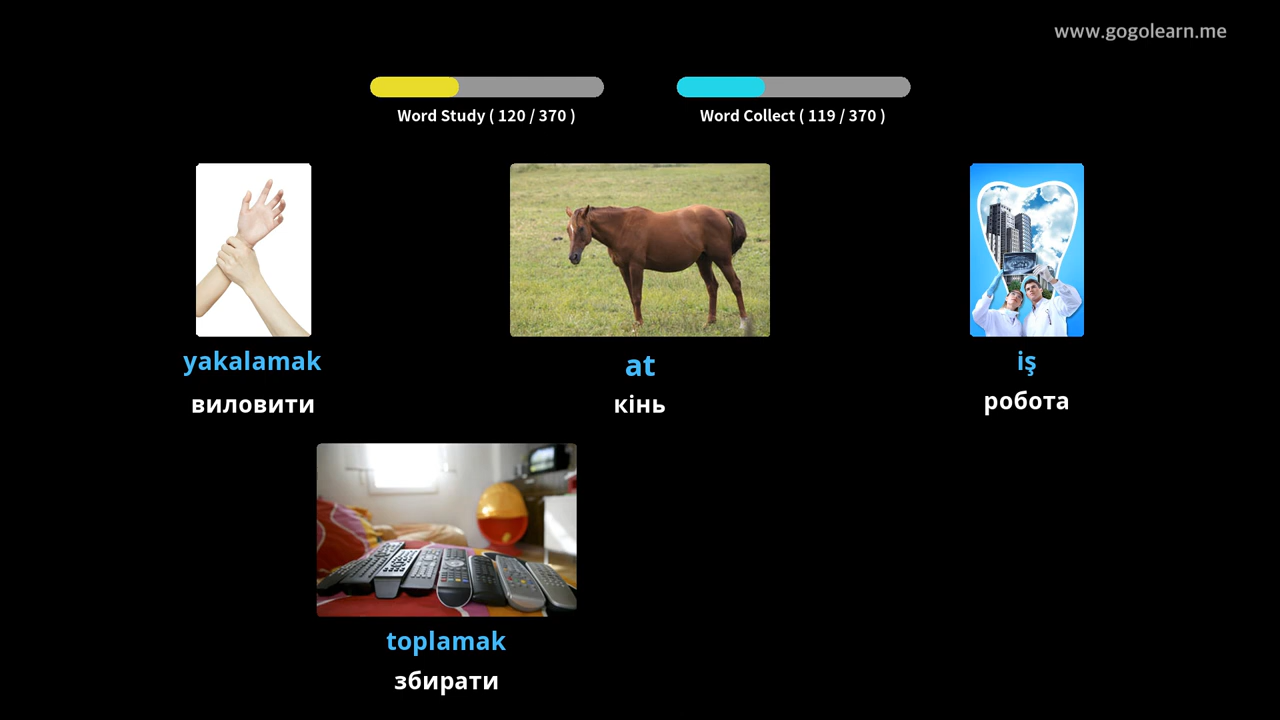 www.gogolearn.me
Word Study ( 120 / 370 )
Word Collect ( 119 / 370 )
yakalamak
виловити
at
кінь
iş
робота
toplamak
збирати